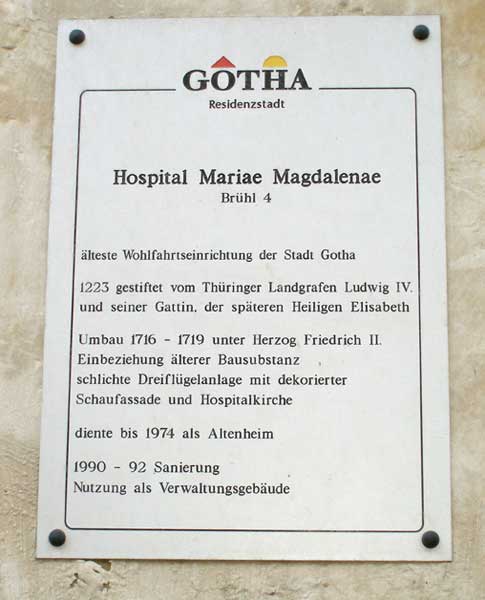 GOTHA
Residenzstadt
Hospital Mariae Magdalenae
Brühl 4
älteste Wohlfahrtseinrichtung der Stadt Gotha
1223 gestiftet vom Thüringer Landgrafen Ludwig IV.
und seiner Gattin, der späteren Heiligen Elisabeth
Umbau 1716 - 1719 unter Herzog Friedrich II.
Einbeziehung älterer Bausubstanz
schlichte Dreiflügelanlage mit dekorierter
Schaufassade und Hospitalkirche
diente bis 1974 als Altenheim
1990 - 92 Sanierung
Nutzung als Verwaltungsgebäude